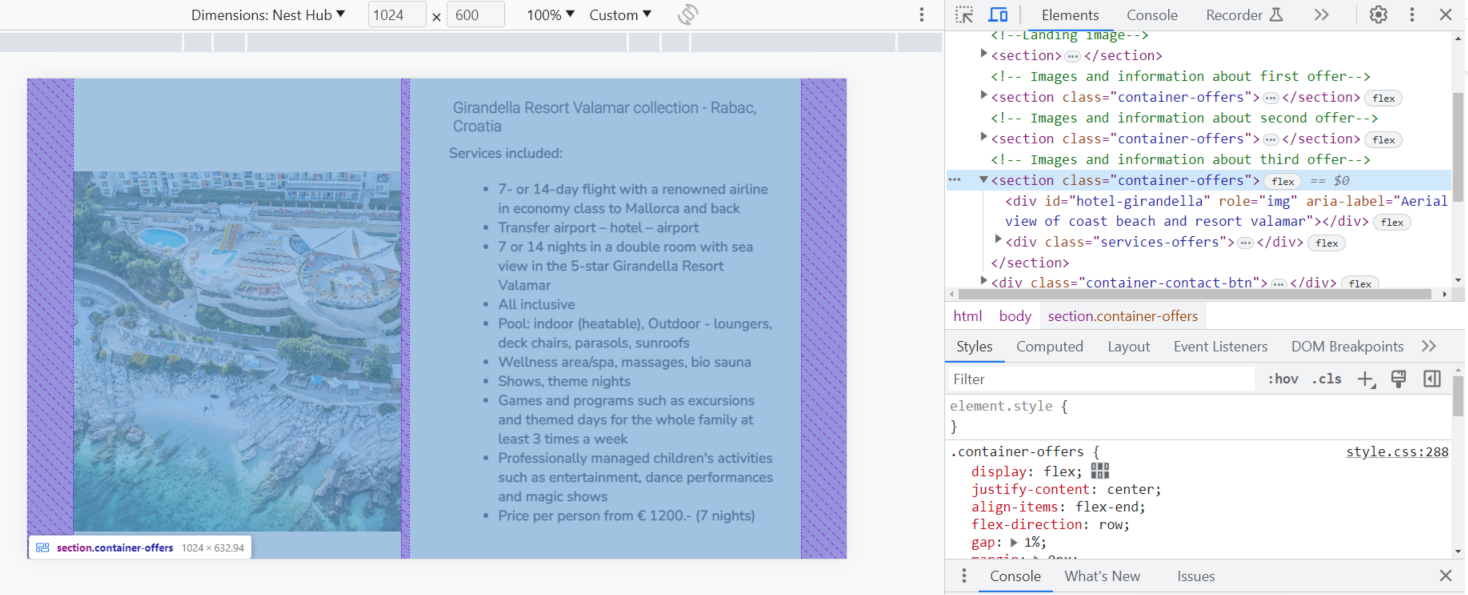 Dimensions: Nest Hub ▼ 1024 × 600 100% ▼ Custom ▼
Elements Console Recorder
Girandella Resort Valamar collection - Rabac,
Croatia
Services included:
• 7- or 14-day flight with a renowned airline
in economy class to Mallorca and back
• Transfer airport – hotel – airport
• 7 or 14 nights in a double room with sea
view in the 5-star Girandella Resort
Valamar
• All inclusive
• Pool: indoor (heatable), Outdoor - loungers,
deck chairs, parasols, sunroofs
• Wellness area/spa, massages, bio sauna
• Shows, theme nights
• Games and programs such as excursions
and themed days for the whole family at
least 3 times a week
• Professionally managed children's activities
such as entertainment, dance performances
and magic shows
• Price per person from € 1200.- (7 nights)
section.container-offers 1024 × 632.94
<!--Landing image-->
<section> ⋯ </section>
<!-- Images and information about first offer-->
<section class="container-offers"> ⋯ </section> flex
<!-- Images and information about second offer-->
<section class="container-offers"> ⋯ </section> flex
<!-- Images and information about third offer-->
<section class="container-offers"> flex == $0
<div id="hotel-girandella" role="img" aria-label="Aerial
view of coast beach and resort valamar"></div> flex
<div class="services-offers"> ⋯ </div> flex
</section>
<div class="container-contact-btn"> ⋯ </div> flex
html body section.container-offers
Styles Computed Layout Event Listeners DOM Breakpoints
Filter :hov .cls
element.style {
}
.container-offers { style.css:288
display: flex;
justify-content: center;
align-items: flex-end;
flex-direction: row;
gap: ▶ 1%;
margin: ▶ 0px;
Console What's New Issues